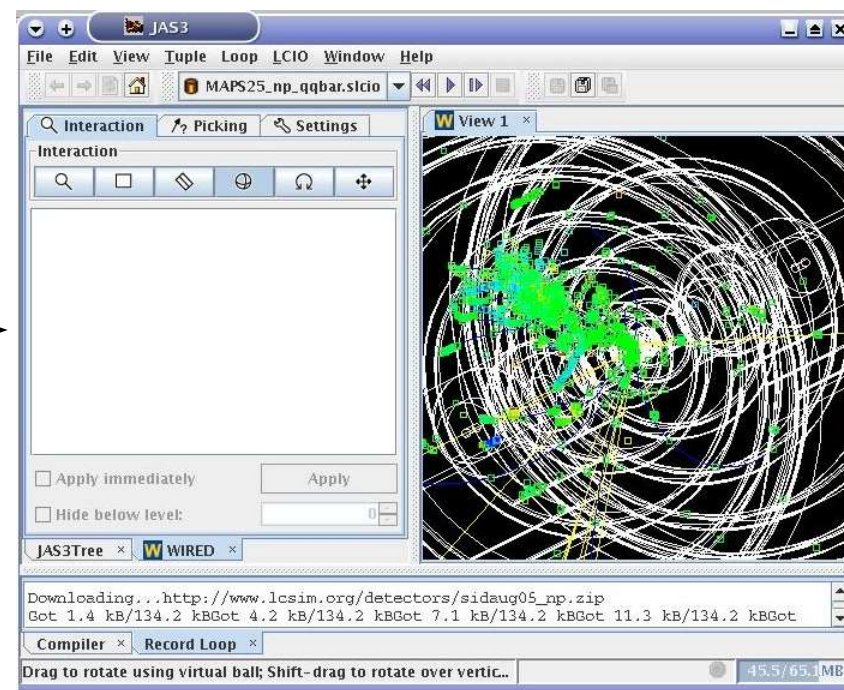 JAS3
File Edit View Tuple Loop LCIO Window Help
MAPS25_np_qqbar.slcio
Interaction Picking Settings
W View 1 ×
Interaction
Apply immediately Apply
Hide below level: 0
JAS3Tree × W WIRED ×
Downloading...http://www.lcsim.org/detectors/sidaug05_np.zip
Got 1.4 kB/134.2 kBGot 4.2 kB/134.2 kBGot 7.1 kB/134.2 kBGot 11.3 kB/134.2 kBGot
Compiler × Record Loop ×
Drag to rotate using virtual ball; Shift-drag to rotate over vertic... 45.5/65.1MB